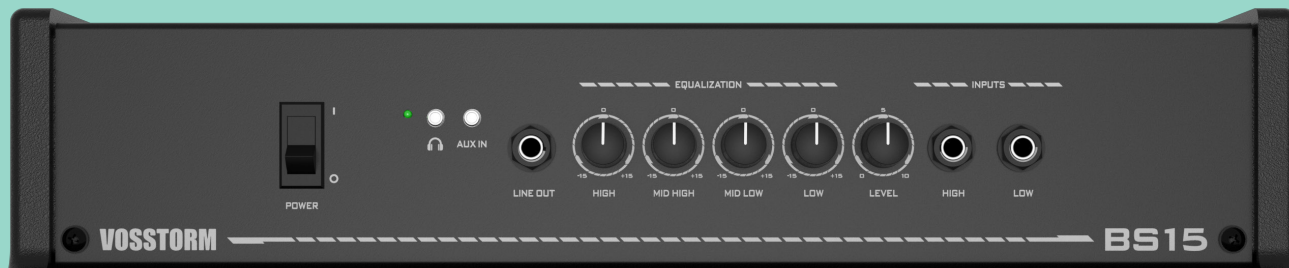 EQUALIZATION
INPUTS
0 0 0 0 5
I
AUX IN
O
-15 +15 -15 +15 -15 +15 -15 +15 0 10
LINE OUT HIGH MID HIGH MID LOW LOW LEVEL HIGH LOW
POWER
VOSSTORM BS15